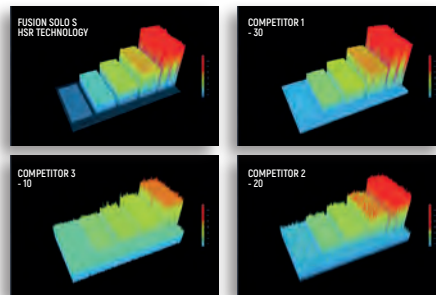 FUSION SOLO S
HSR TECHNOLOGY
COMPETITOR 1
- 30
COMPETITOR 3
- 10
COMPETITOR 2
- 20